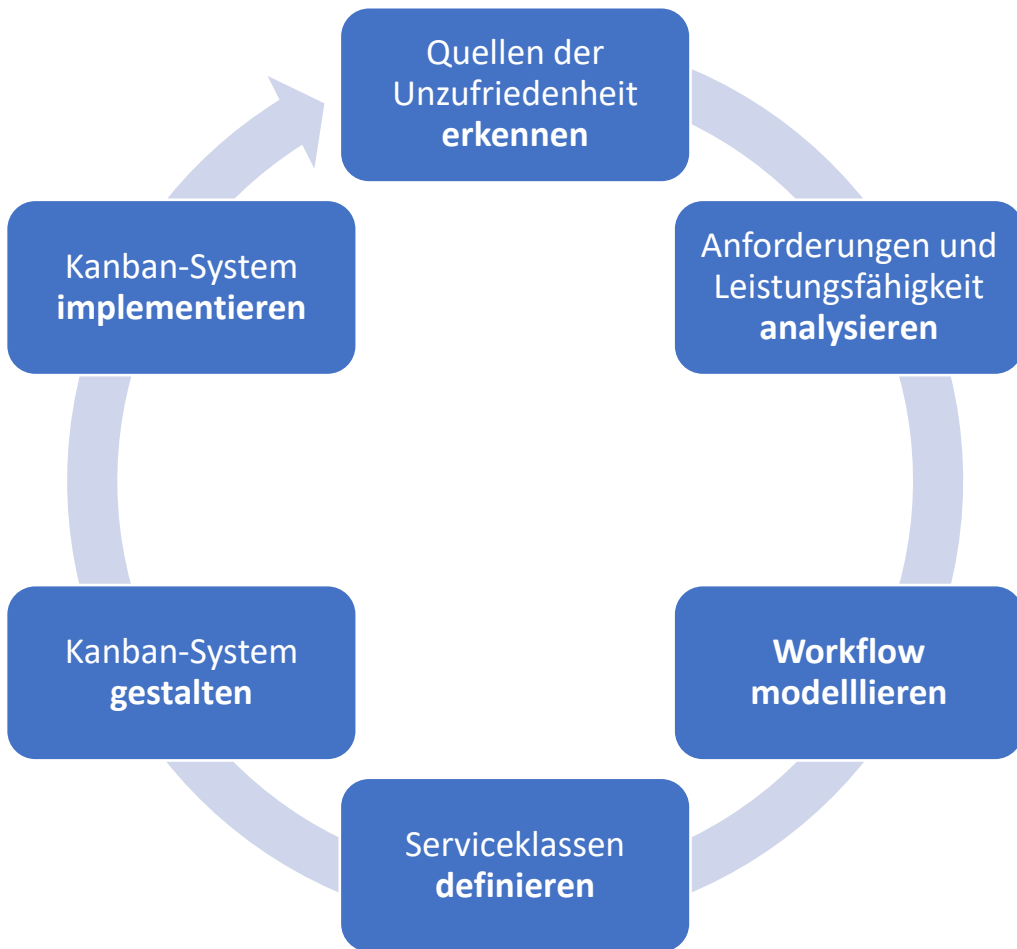 Quellen der
Unzufriedenheit
erkennen
Anforderungen und
Leistungsfähigkeit
analysieren
Workflow
modelllieren
Serviceklassen
definieren
Kanban-System
gestalten
Kanban-System
implementieren